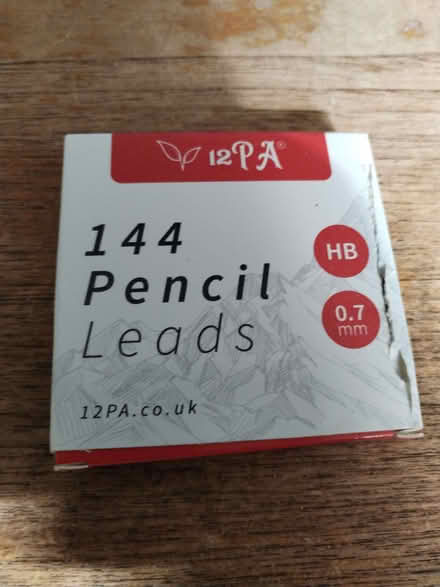 12PA®
144
Pencil
Leads
HB
0.7
mm
12PA.co.uk